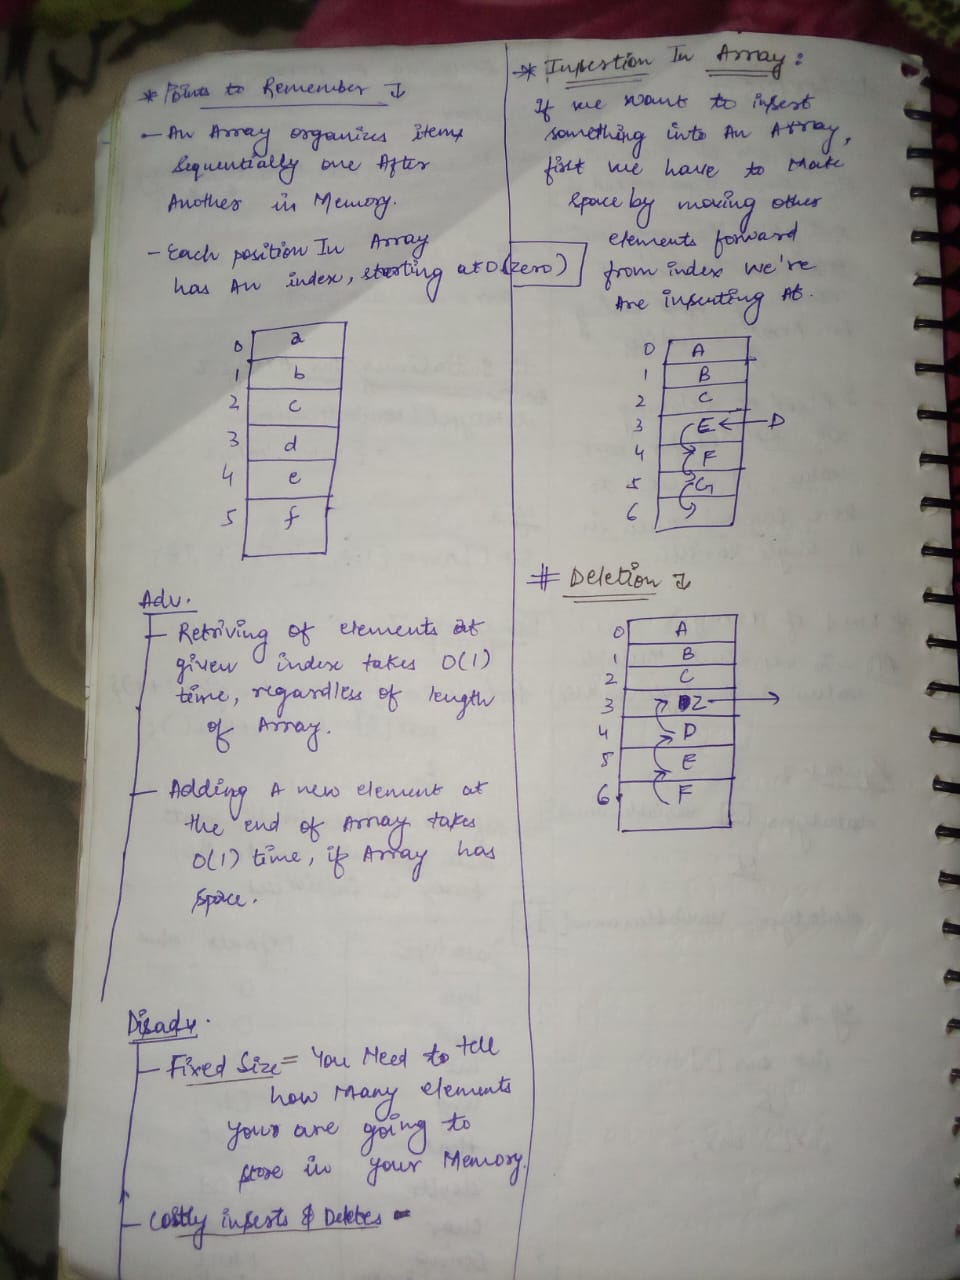 * Points to Remember ↓
- An Array organizes items
sequentially one After
Another in Memory.
- Each position In Array
has An index, starting at 0 (zero)
0 a
1 b
2 c
3 d
4 e
5 f
Adv.
- Retriving of elements at
given index takes O(1)
time, regardless of length
of Array.
- Adding A new element at
the end of Array takes
O(1) time, if Array has
space.
Disadv.
- Fixed Size = You Need to tell
how Many elements
your are going to
store in your Memory.
- Costly inserts & Deletes -
* Insertion In Array :
If we want to insert
something into An Array,
first we have to Make
space by moving other
elements forward
from index we're
Are inserting At.
0 A
1 B
2 C
3 E ← D
4 F
5 G
6
# Deletion ↓
0 A
1 B
2 C
3 Z →
4 D
5 E
6. F